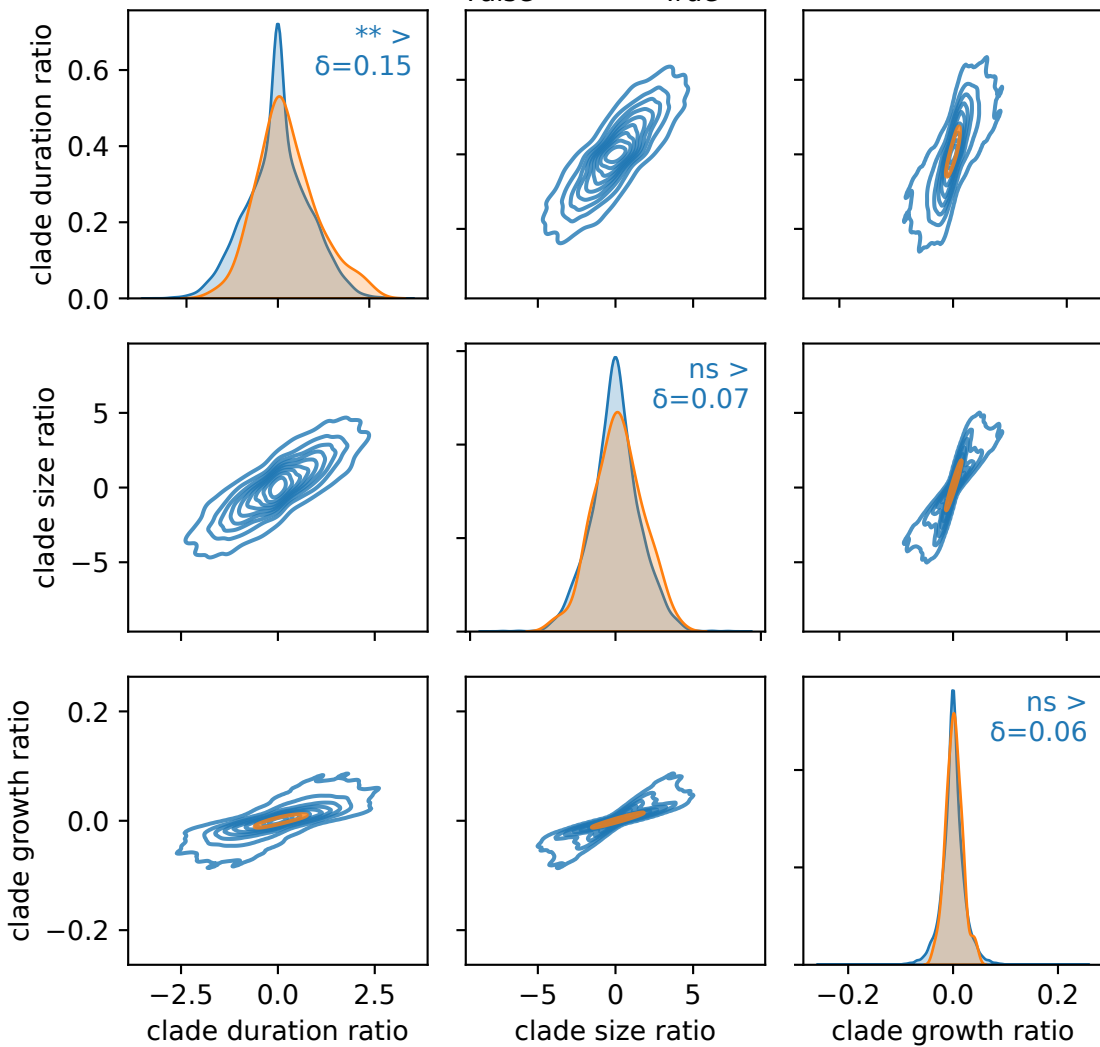 ** >
δ=0.15
clade duration ratio
0.6
0.4
0.2
0.0
ns >
δ=0.07
clade size ratio
5
0
−5
ns >
δ=0.06
clade growth ratio
0.2
0.0
−0.2
−2.5 0.0 2.5
−5 0 5
−0.2 0.0 0.2
clade duration ratio
clade size ratio
clade growth ratio